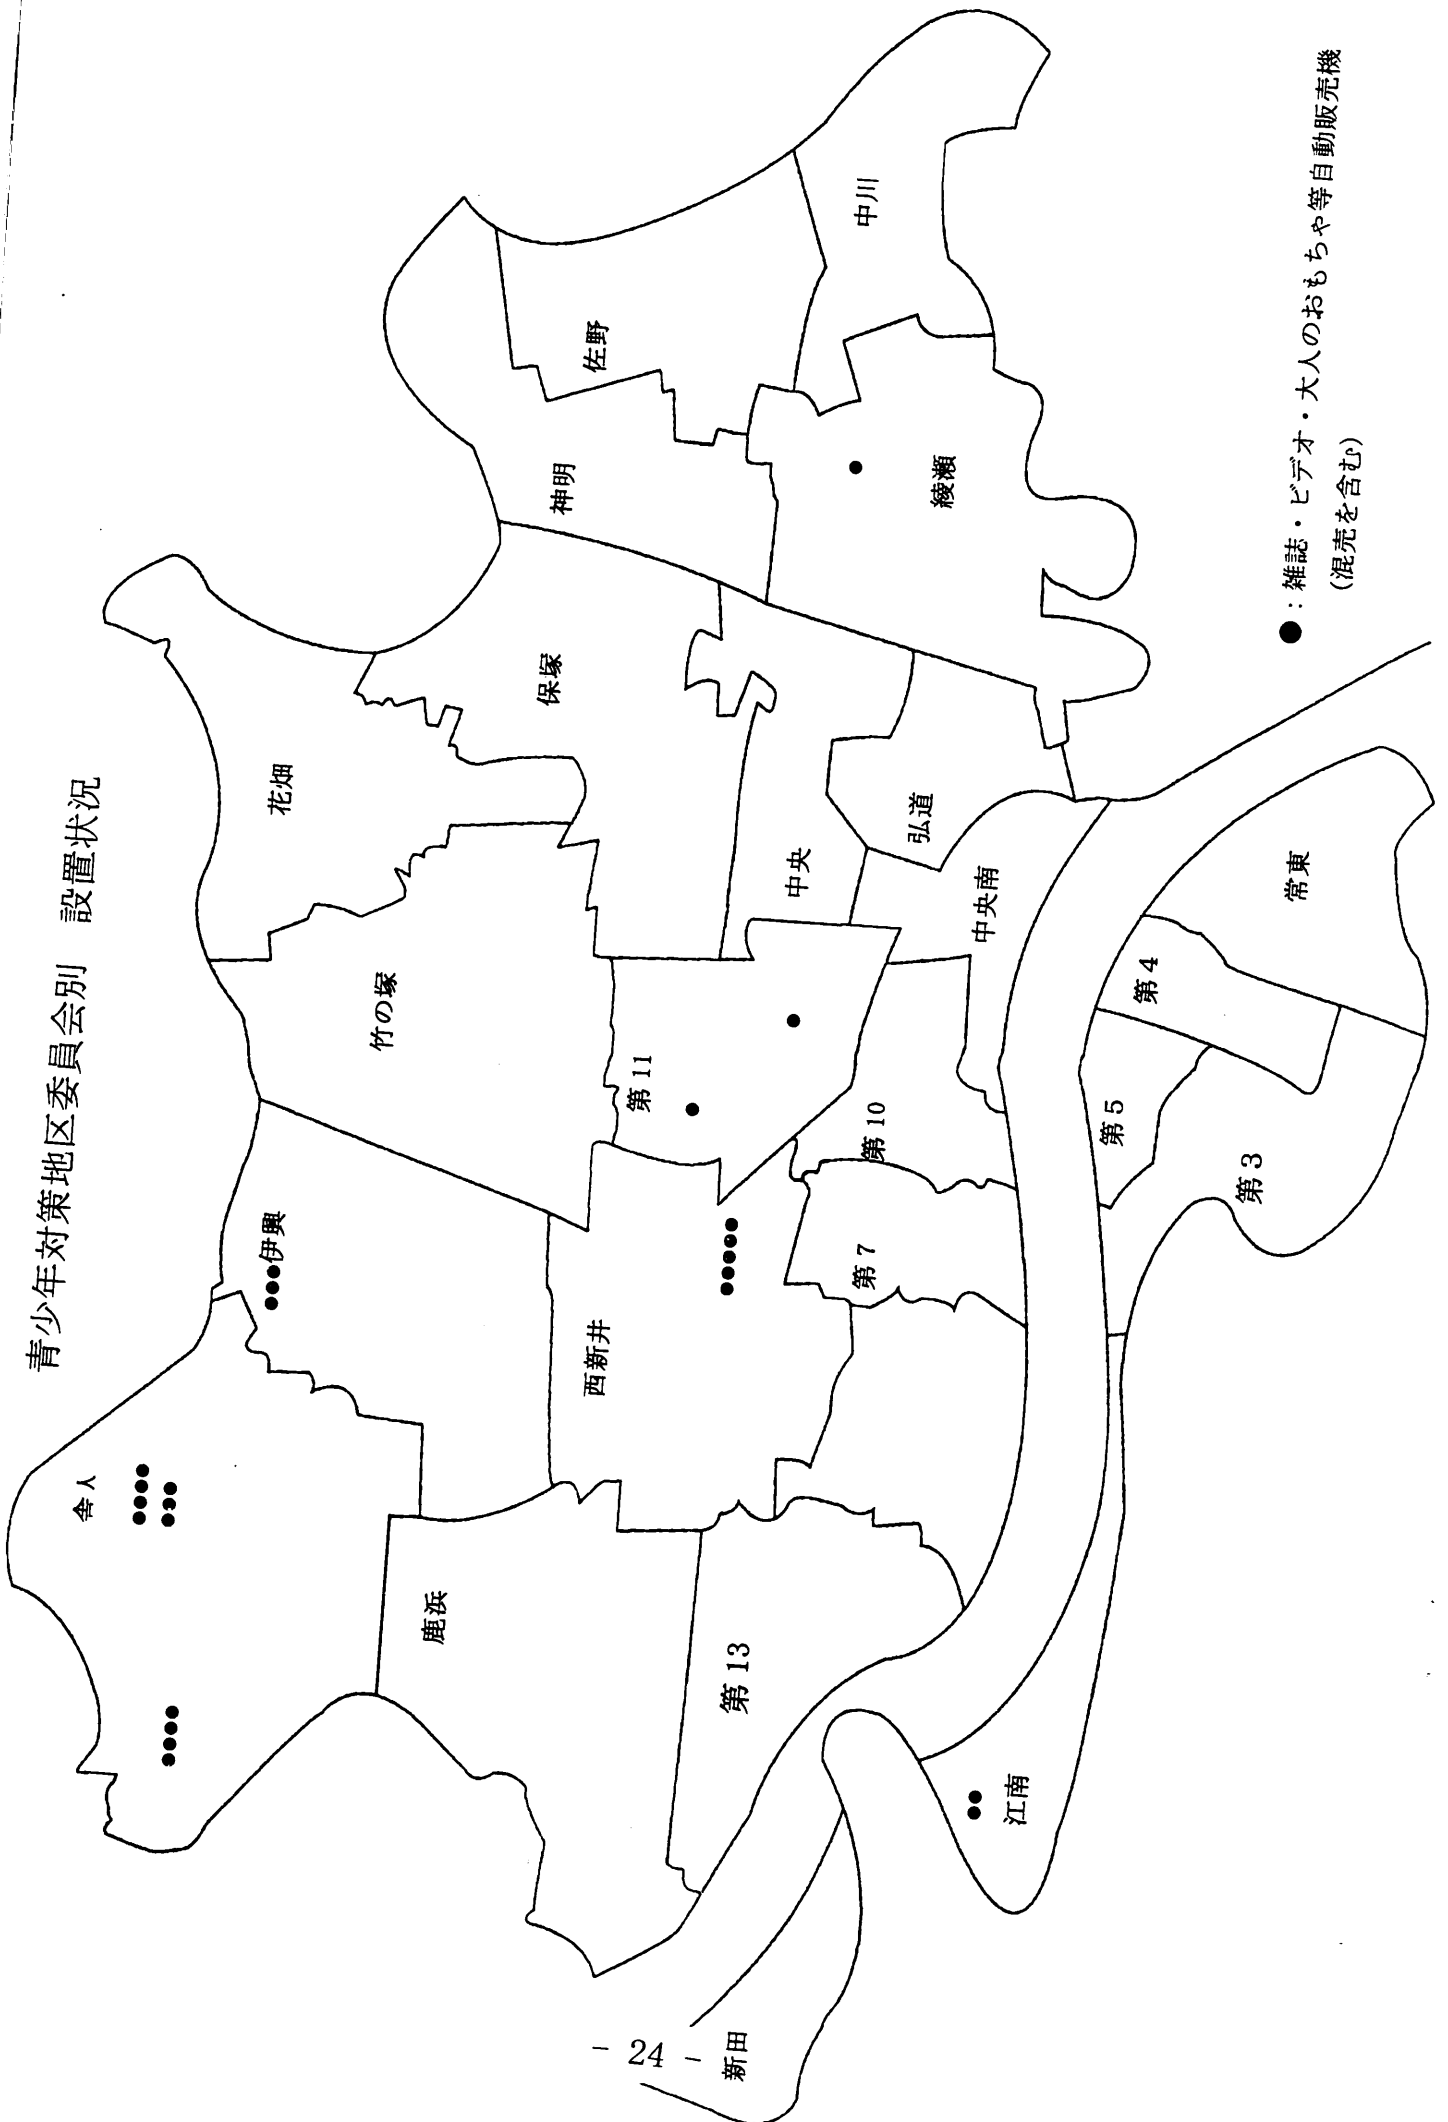 青少年対策地区委員会別　設置状況
舎人
伊興
花畑
竹の塚
鹿浜
西新井
保塚
神明
佐野
第11
第13
中央
中川
第7
第10
弘道
綾瀬
中央南
新田
江南
第5
第4
第3
常東
●：雑誌・ビデオ・大人のおもちゃ等自動販売機
(混売を含む)
- 24 -